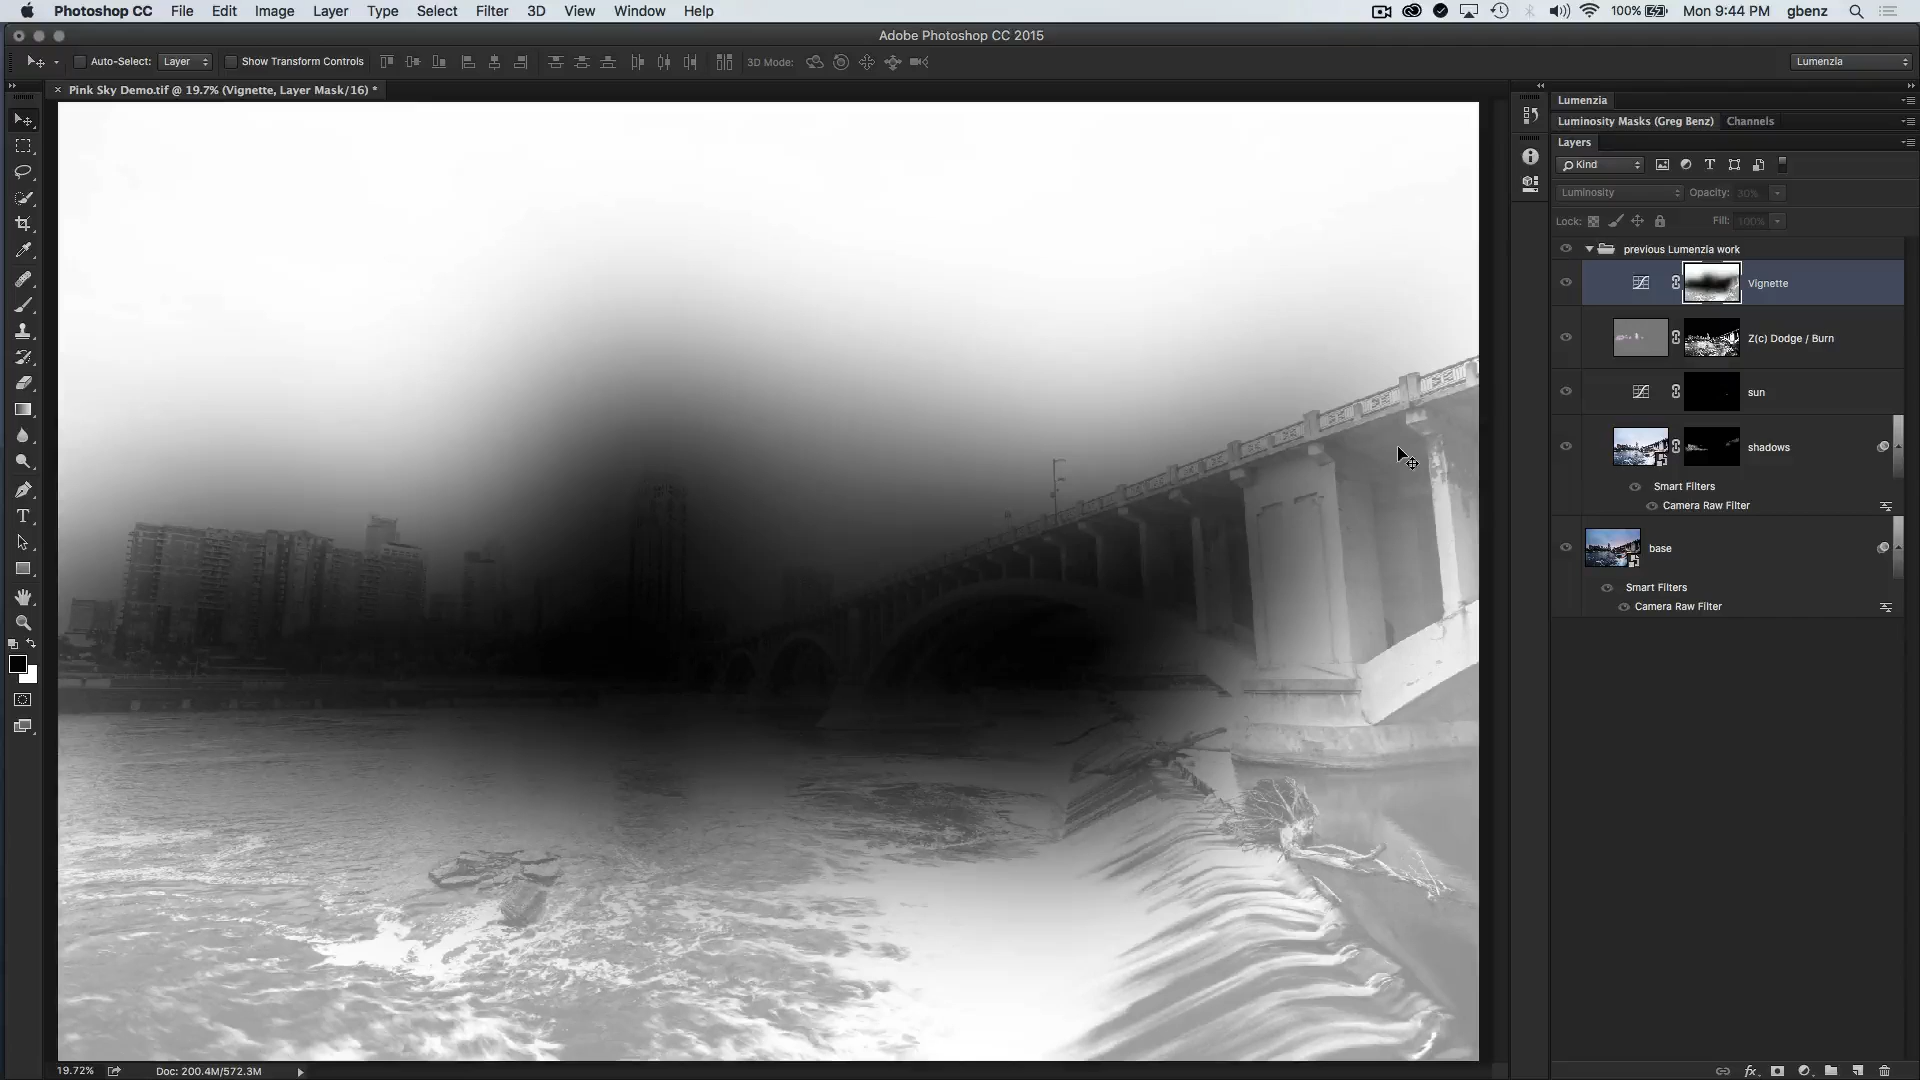 Photoshop CC File Edit Image Layer Type Select Filter 3D View Window Help 100% Mon 9:44 PM gbenz
Adobe Photoshop CC 2015
Auto-Select: Layer Show Transform Controls 3D Mode: Lumenzia
× Pink Sky Demo.tif @ 19.7% (Vignette, Layer Mask/16) *
Lumenzia
Luminosity Masks (Greg Benz) Channels
Layers
Kind
Luminosity Opacity: 30%
Lock: Fill: 100%
previous Lumenzia work
Vignette
Z(c) Dodge / Burn
sun
shadows
Smart Filters
Camera Raw Filter
base
Smart Filters
Camera Raw Filter
19.72% Doc: 200.4M/572.3M